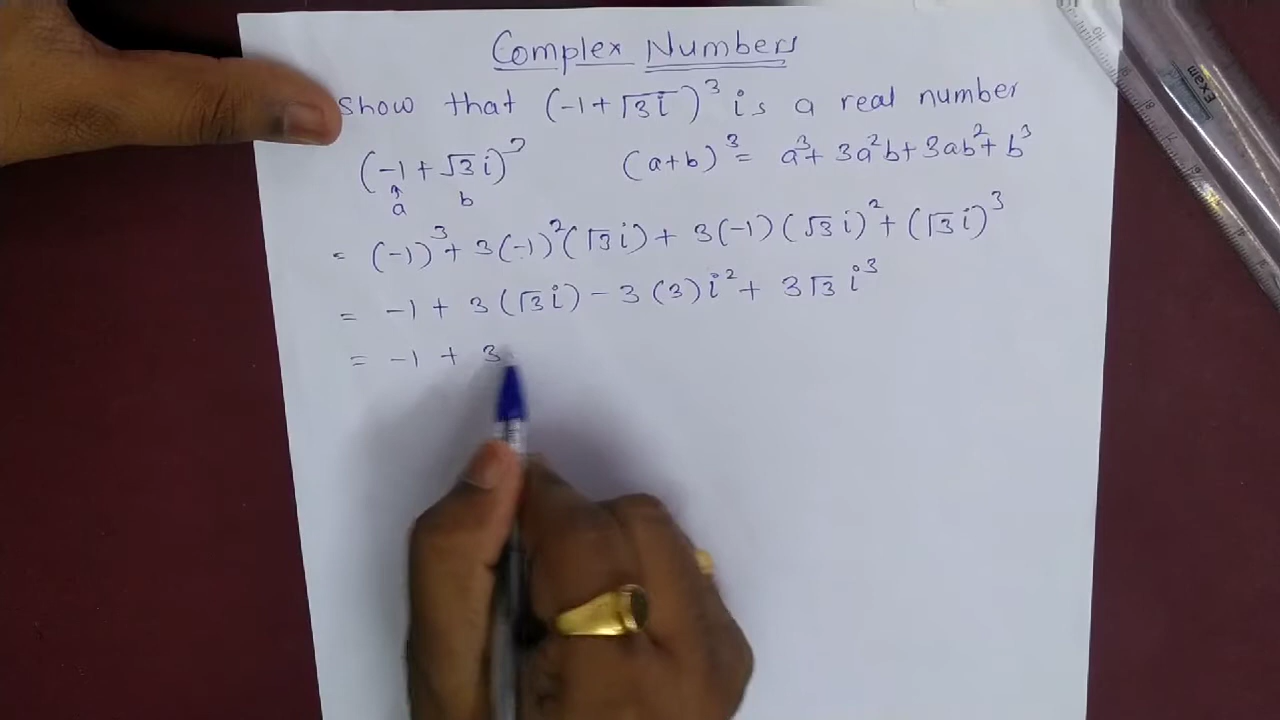 Complex Numbers
Show that (-1 + √3i)³ is a real number
(-1 + √3 i)³ (a+b)³ = a³ + 3a²b + 3ab² + b³
a b
= (-1)³ + 3(-1)²(√3i) + 3(-1)(√3i)² + (√3i)³
= -1 + 3(√3i) - 3(3)i² + 3√3 i³
= -1 + 3
Exam